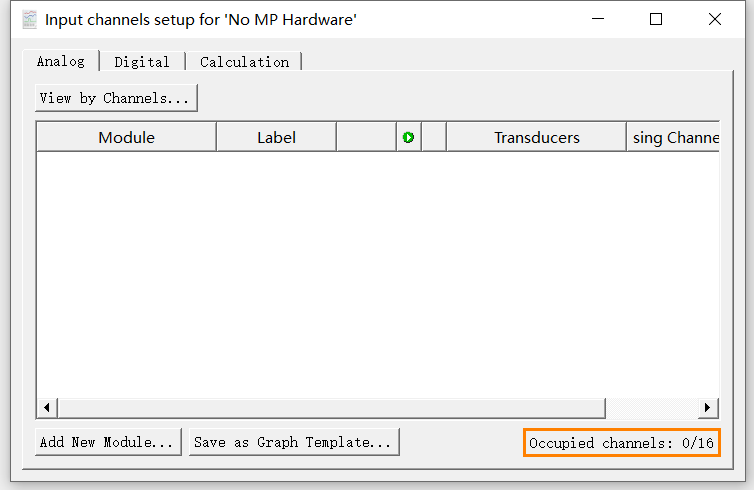 Input channels setup for 'No MP Hardware'
Analog Digital Calculation
View by Channels...
Module Label Transducers sing Channe
Add New Module... Save as Graph Template... Occupied channels: 0/16